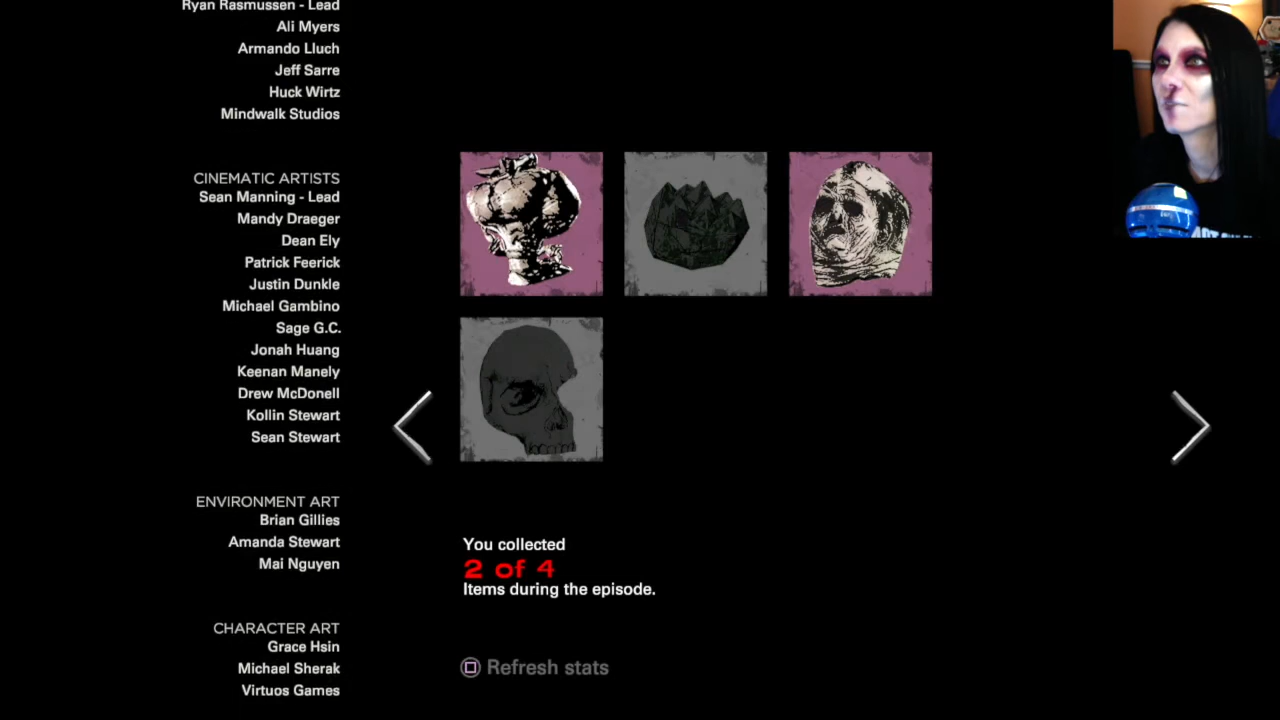 Ryan Rasmussen - Lead
Ali Myers
Armando Lluch
Jeff Sarre
Huck Wirtz
Mindwalk Studios
CINEMATIC ARTISTS
Sean Manning - Lead
Mandy Draeger
Dean Ely
Patrick Feerick
Justin Dunkle
Michael Gambino
Sage G.C.
Jonah Huang
Keenan Manely
Drew McDonell
Kollin Stewart
Sean Stewart
ENVIRONMENT ART
Brian Gillies
Amanda Stewart
Mai Nguyen
CHARACTER ART
Grace Hsin
Michael Sherak
Virtuos Games
You collected
2 of 4
Items during the episode.
Refresh stats